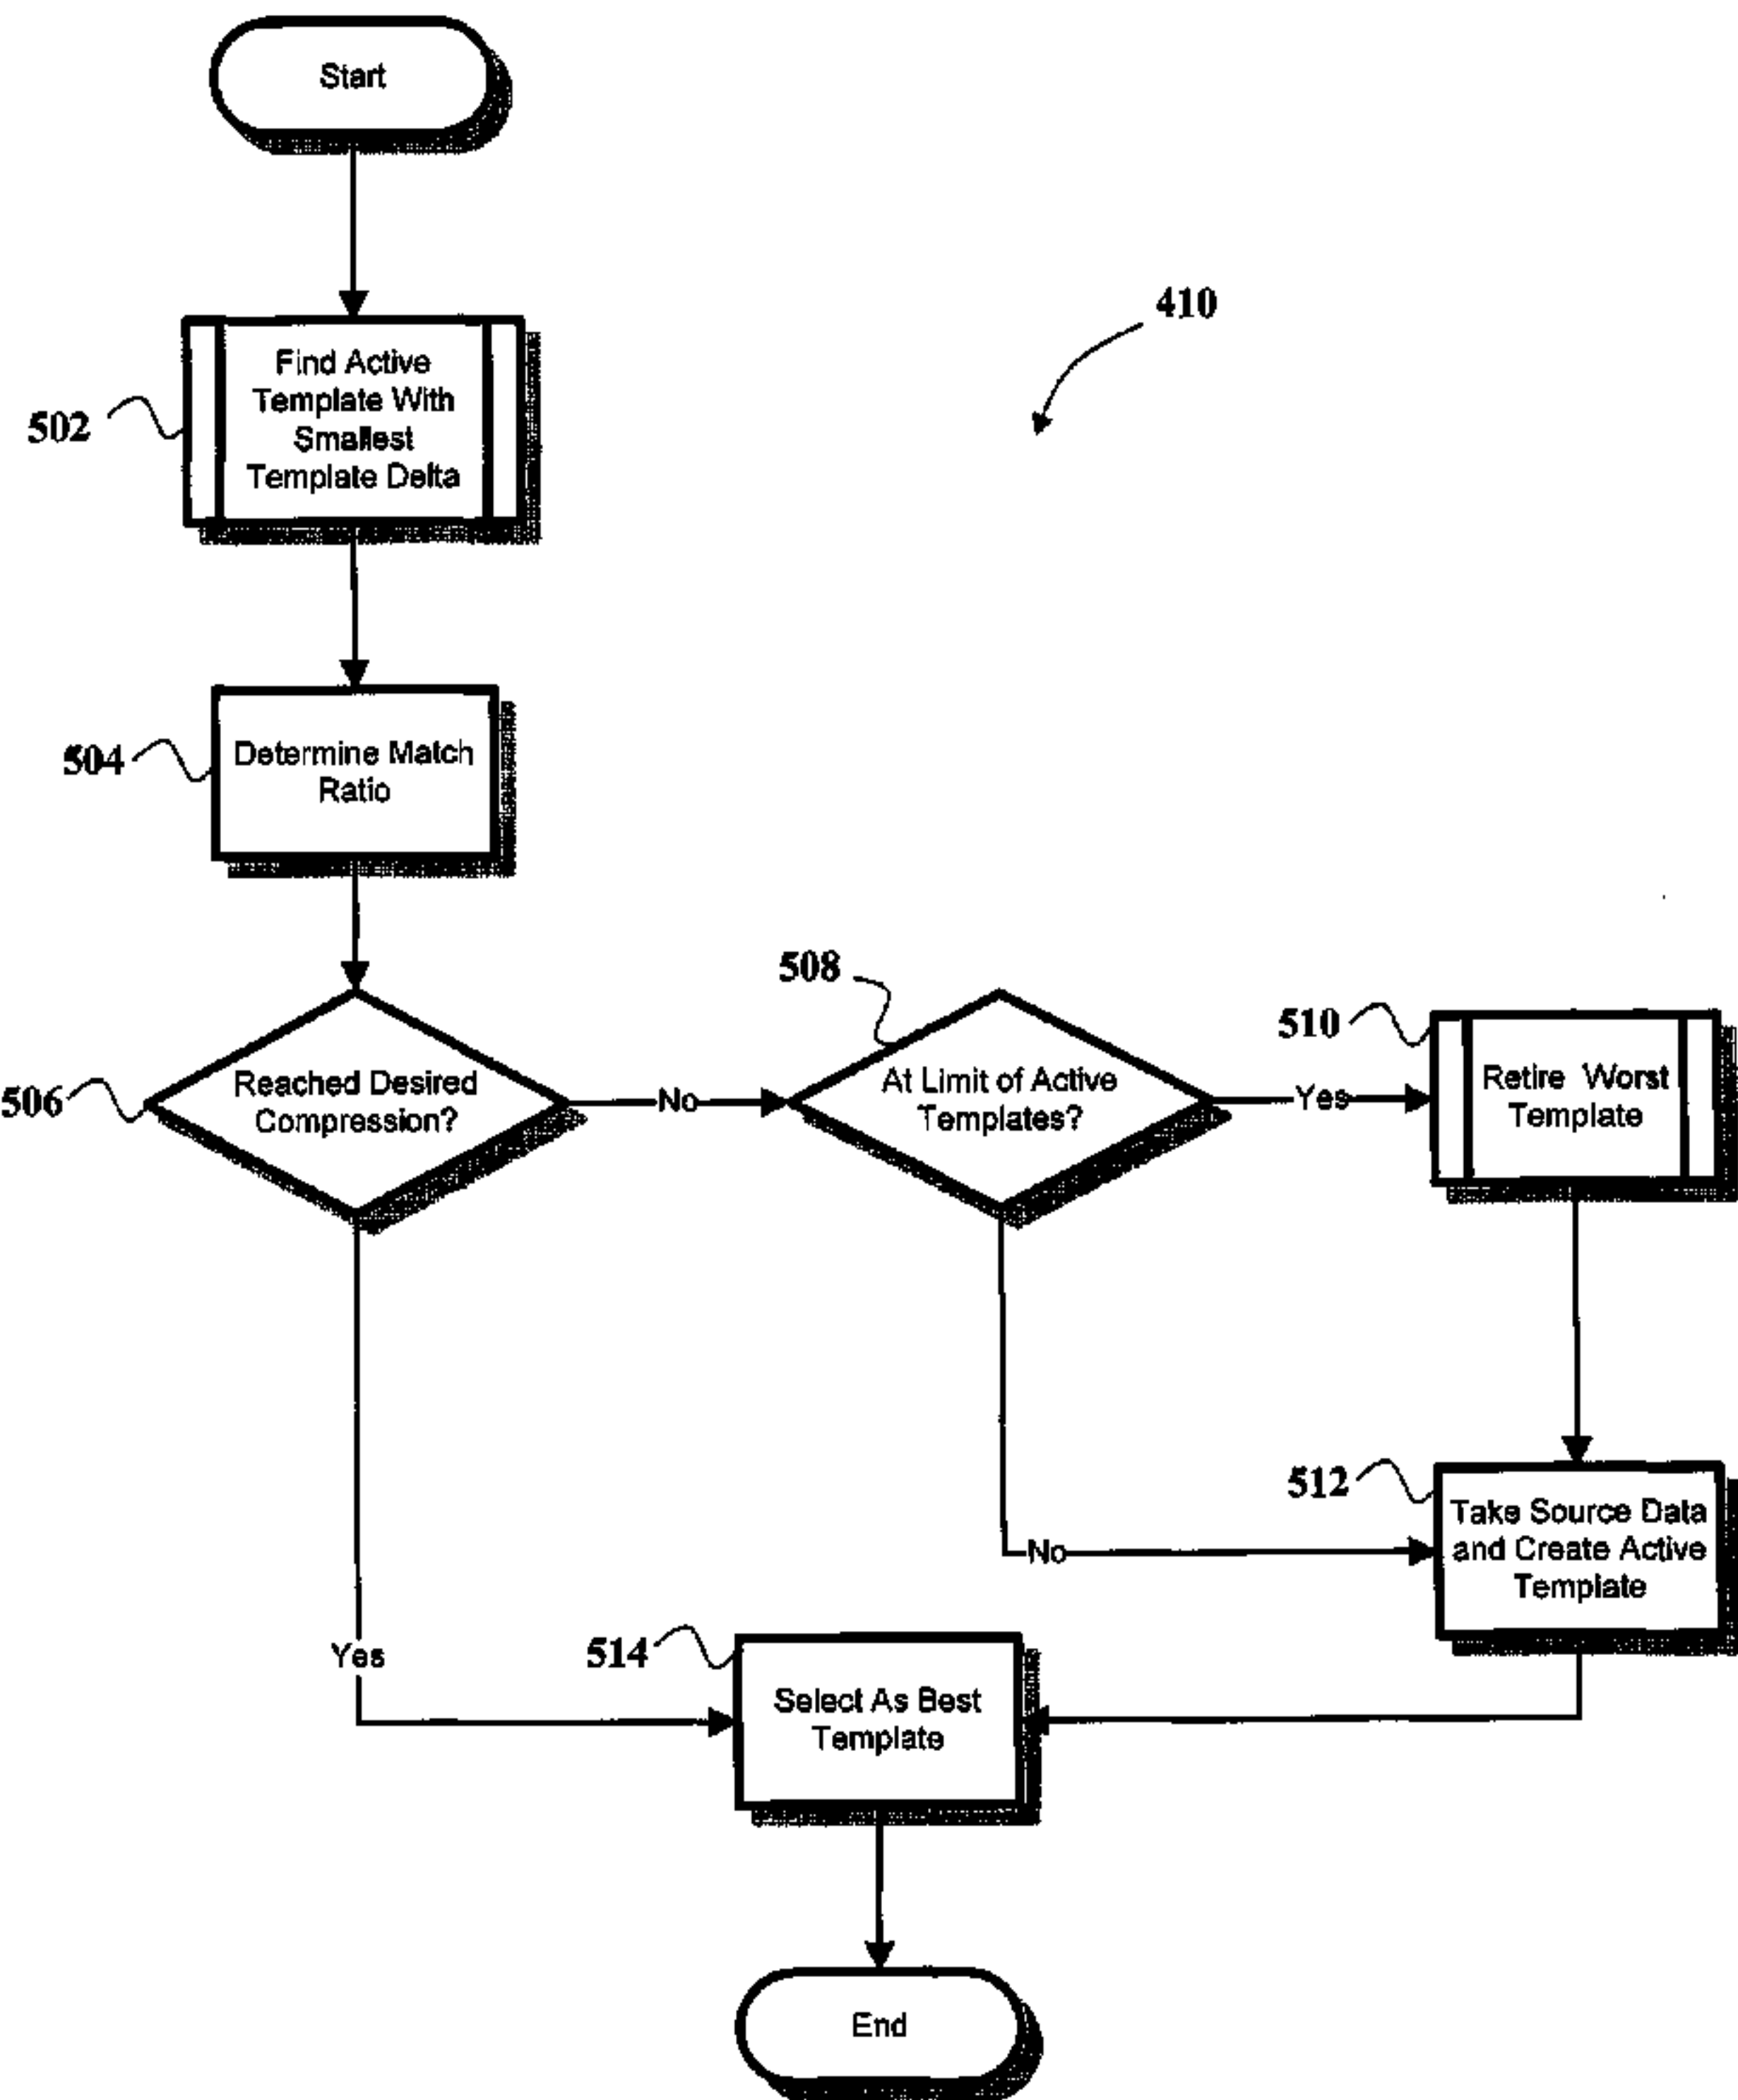 Start
410
502
Find Active
Template With
Smallest
Template Delta
504
Determine Match
Ratio
506
Reached Desired
Compression?
No
508
At Limit of Active
Templates?
Yes
510
Retire Worst
Template
No
512
Take Source Data
and Create Active
Template
Yes
514
Select As Best
Template
End